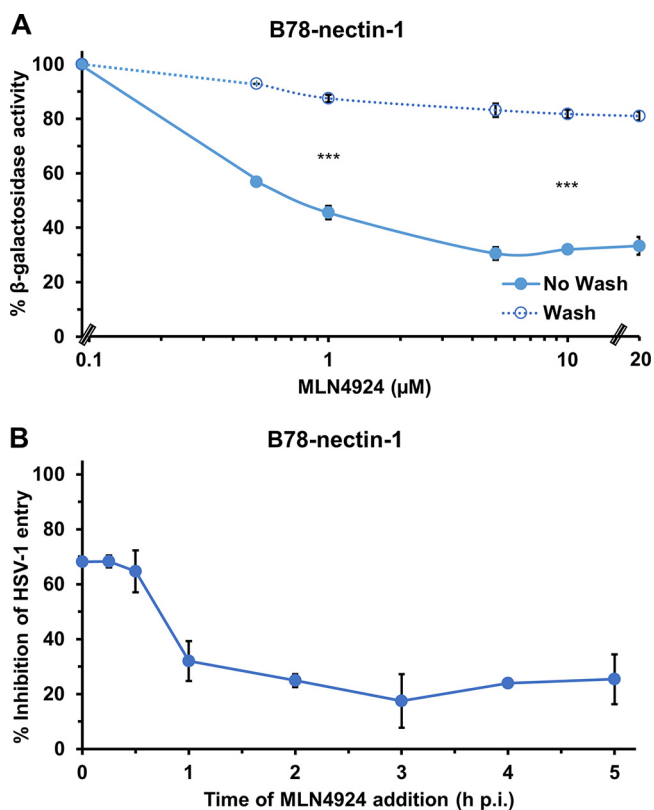 A
B78-nectin-1
% β-galactosidase activity
100
80
60
40
20
0
***
***
No Wash
Wash
0.1
1
10
20
MLN4924 (µM)
B
B78-nectin-1
% Inhibition of HSV-1 entry
100
80
60
40
20
0
0
1
2
3
4
5
Time of MLN4924 addition (h p.i.)